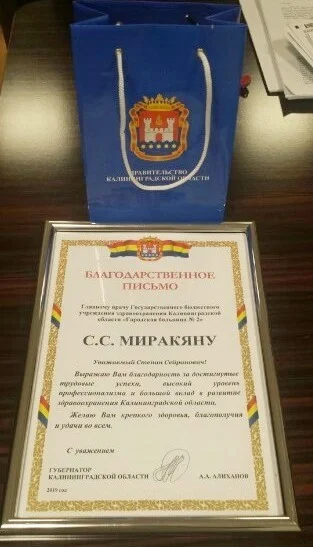 ПРАВИТЕЛЬСТВО
КАЛИНИНГРАДСКОЙ ОБЛАСТИ
БЛАГОДАРСТВЕННОЕ
ПИСЬМО
Главному врачу Государственного бюджетного
учреждения здравоохранения Калининградской
области «Городская больница № 2»
С.С. МИРАКЯНУ
Уважаемый Степан Сейранович!
Выражаю Вам благодарность за достигнутые
трудовые успехи, высокий уровень
профессионализма и большой вклад в развитие
здравоохранения Калининградской области.
Желаю Вам крепкого здоровья, благополучия
и удачи во всем.
С уважением
ГУБЕРНАТОР
КАЛИНИНГРАДСКОЙ ОБЛАСТИ А.А. АЛИХАНОВ
2019 год